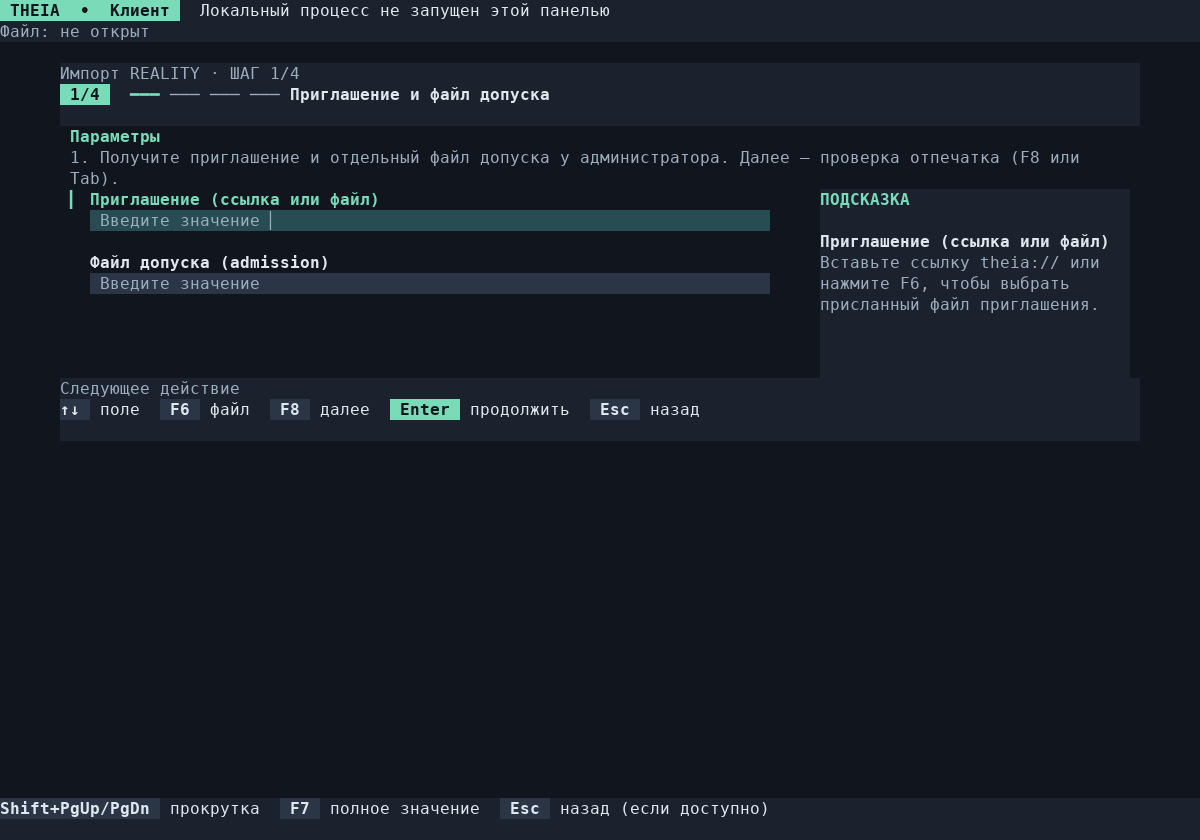 THEIA • Клиент Локальный процесс не запущен этой панелью
Файл: не открыт
Импорт REALITY · ШАГ 1/4
1/4 ━━━ ─── ─── ─── Приглашение и файл допуска
Параметры
1. Получите приглашение и отдельный файл допуска у администратора. Далее — проверка отпечатка (F8 или
Tab).
Приглашение (ссылка или файл)
Введите значение
Файл допуска (admission)
Введите значение
ПОДСКАЗКА
Приглашение (ссылка или файл)
Вставьте ссылку theia:// или
нажмите F6, чтобы выбрать
присланный файл приглашения.
Следующее действие
↑↓ поле F6 файл F8 далее Enter продолжить Esc назад
Shift+PgUp/PgDn прокрутка F7 полное значение Esc назад (если доступно)